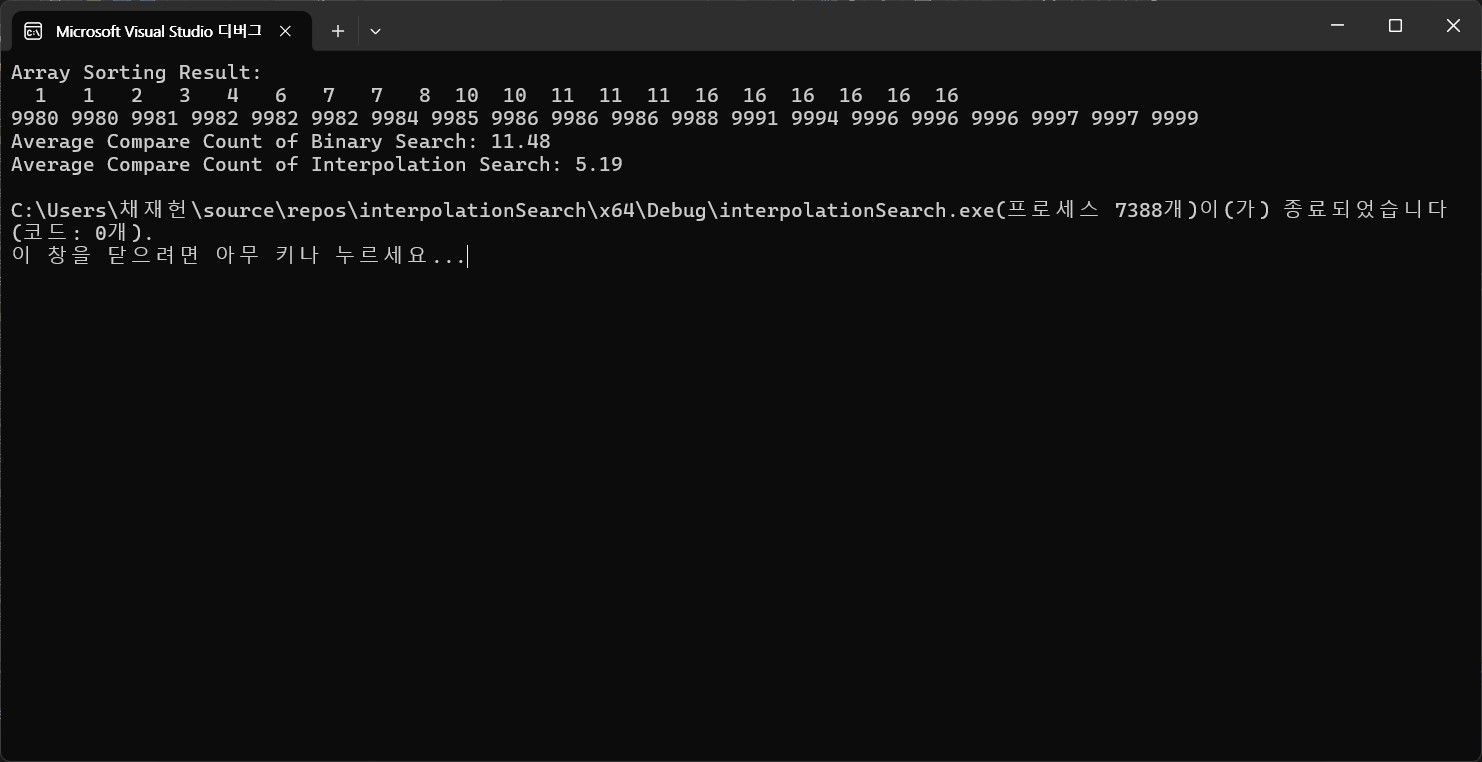 Microsoft Visual Studio 디버그
Array Sorting Result:
1 1 2 3 4 6 7 7 8 10 10 11 11 11 16 16 16 16 16 16
9980 9980 9981 9982 9982 9982 9984 9985 9986 9986 9986 9988 9991 9994 9996 9996 9996 9997 9997 9999
Average Compare Count of Binary Search: 11.48
Average Compare Count of Interpolation Search: 5.19
C:\Users\채재헌\source\repos\interpolationSearch\x64\Debug\interpolationSearch.exe(프로세스 7388개)이(가) 종료되었습니다
(코드: 0개).
이 창을 닫으려면 아무 키나 누르세요...